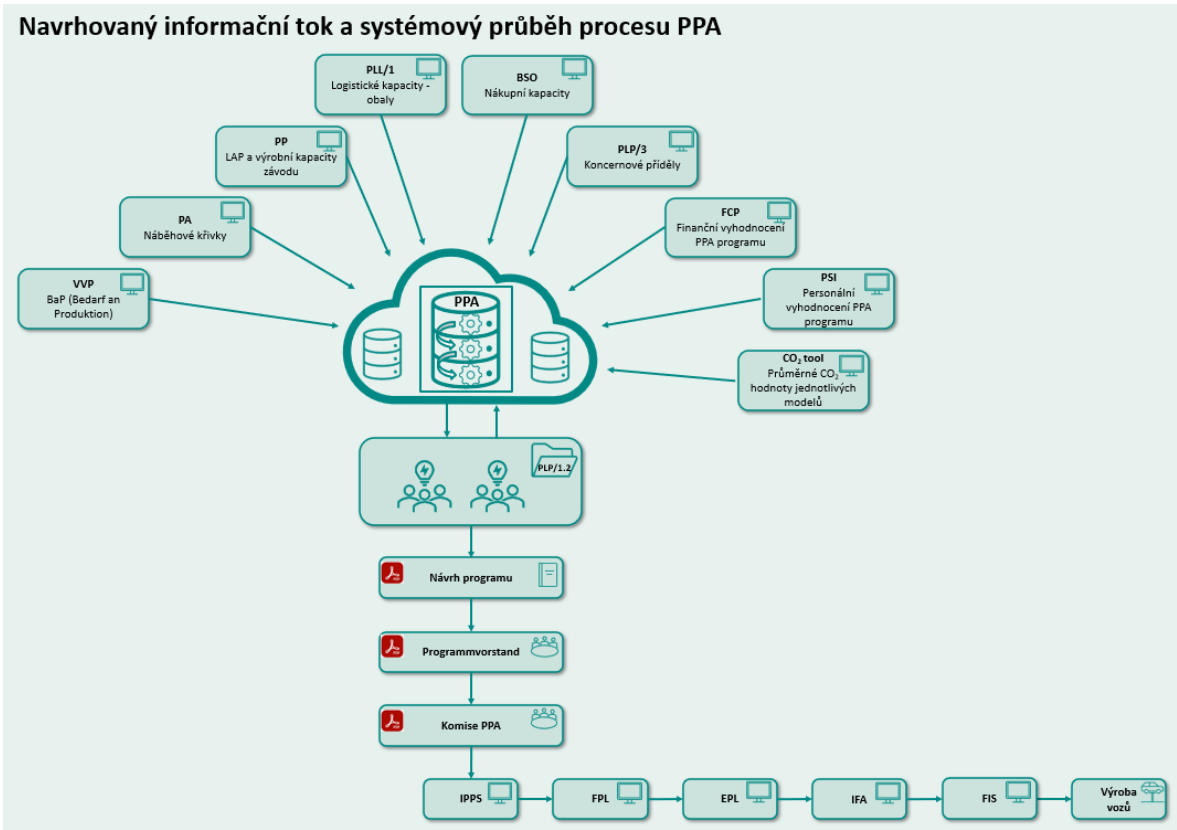 Navrhovaný informační tok a systémový průběh procesu PPA
PLL/1
Logistické kapacity -
obaly
BSO
Nákupní kapacity
PP
LAP a výrobní kapacity
závodu
PLP/3
Koncernové příděly
PA
Náběhové křivky
FCP
Finanční vyhodnocení
PPA programu
VVP
BaP (Bedarf an
Produktion)
PSI
Personální
vyhodnocení PPA
programu
PPA
CO₂ tool
Průměrné CO₂
hodnoty jednotlivých
modelů
PLP/1.2
Návrh programu
Programmvorstand
Komise PPA
IPPS
FPL
EPL
IFA
FIS
Výroba
vozů